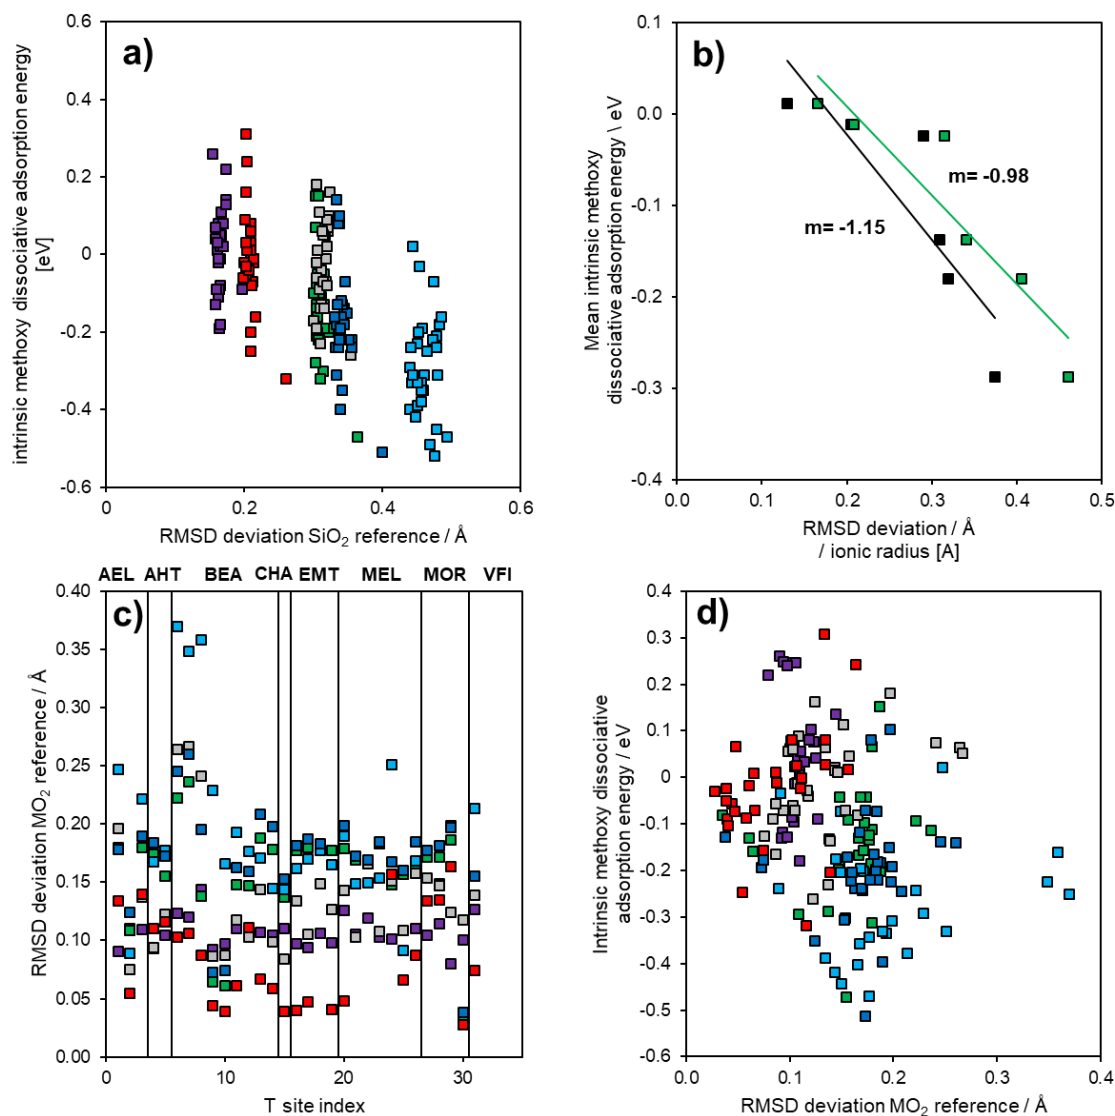 a)
intrinsic methoxy dissociative adsorption energy
[eV]
0.6
0.4
0.2
0
-0.2
-0.4
-0.6
0
0.2
0.4
0.6
RMSD deviation SiO₂ reference / Å
b)
Mean intrinsic methoxy
dissociative adsorption energy \ eV
0.1
0.0
-0.1
-0.2
-0.3
-0.4
m= -0.98
m= -1.15
0.0
0.1
0.2
0.3
0.4
0.5
RMSD deviation / Å
/ ionic radius [A]
AEL AHT BEA CHA EMT MEL MOR VFI
c)
RMSD deviation MO₂ reference / Å
0.40
0.35
0.30
0.25
0.20
0.15
0.10
0.05
0.00
0
10
20
30
T site index
d)
Intrinsic methoxy dissociative
adsorption energy / eV
0.4
0.3
0.2
0.1
0
-0.1
-0.2
-0.3
-0.4
-0.5
-0.6
0.0
0.1
0.2
0.3
0.4
RMSD deviation MO₂ reference / Å